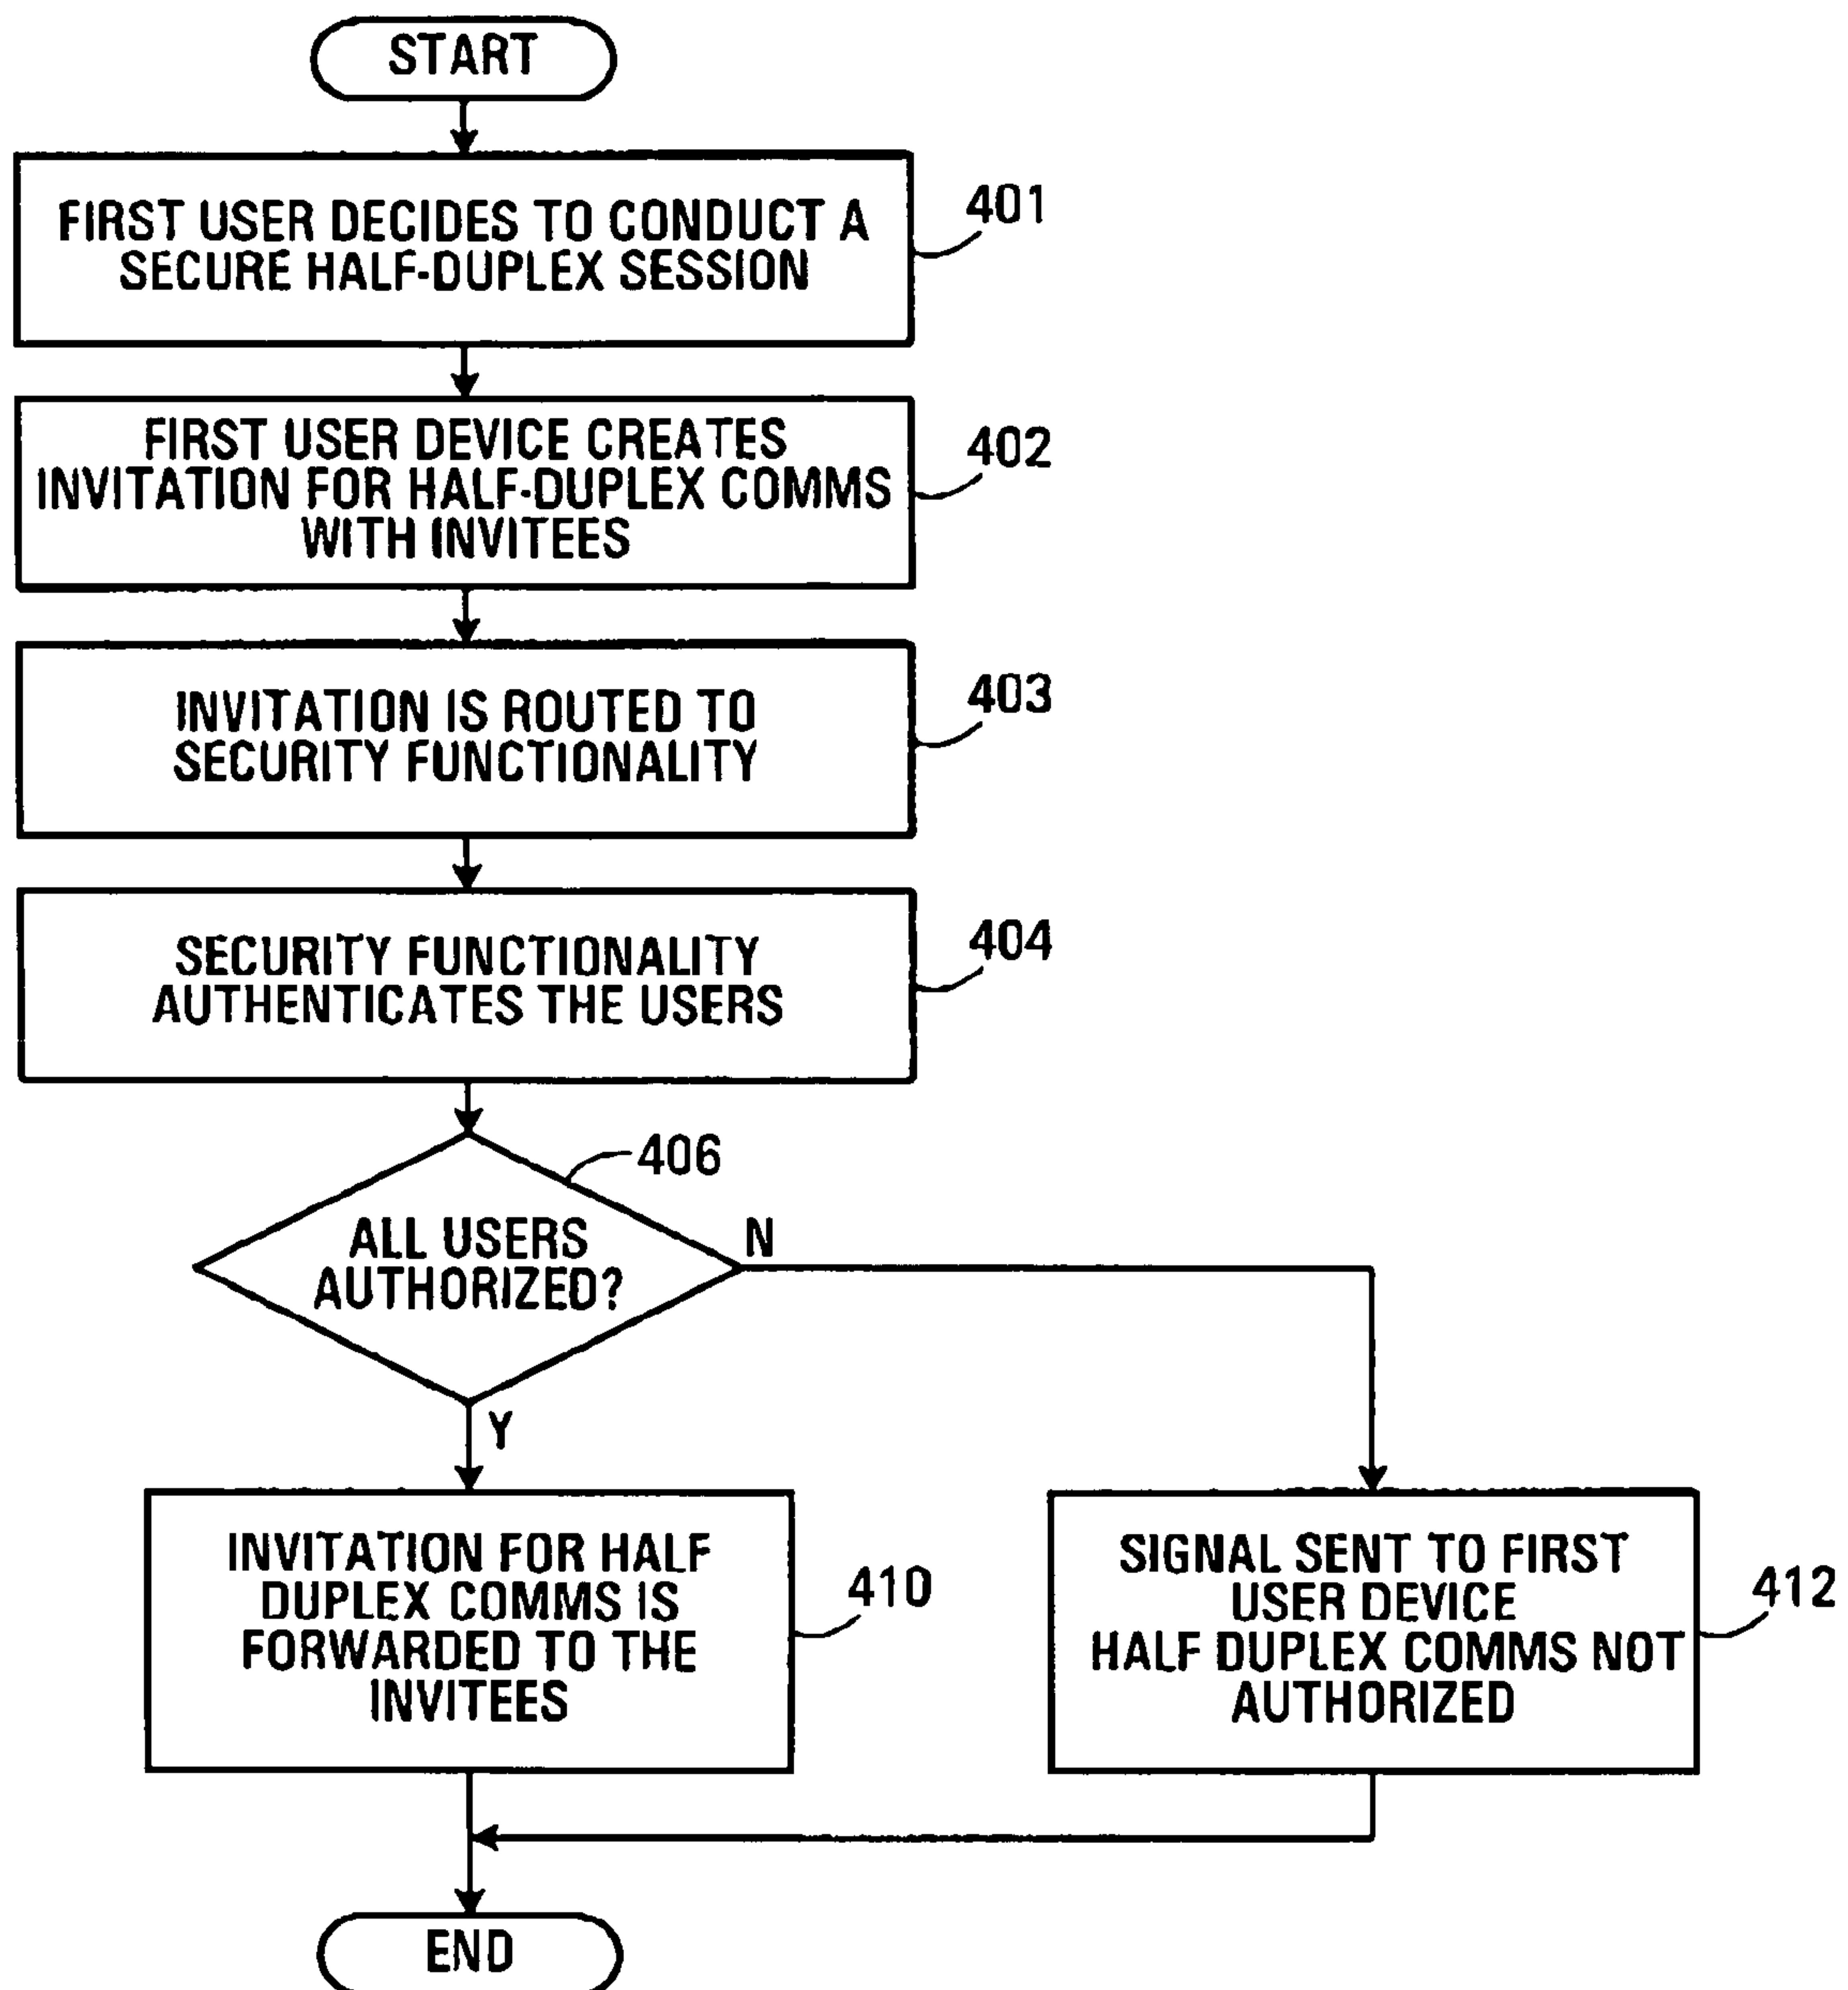 START
FIRST USER DECIDES TO CONDUCT A
SECURE HALF-DUPLEX SESSION
401
FIRST USER DEVICE CREATES
INVITATION FOR HALF-DUPLEX COMMS
WITH INVITEES
402
INVITATION IS ROUTED TO
SECURITY FUNCTIONALITY
403
SECURITY FUNCTIONALITY
AUTHENTICATES THE USERS
404
406
ALL USERS
AUTHORIZED?
N
Y
INVITATION FOR HALF
DUPLEX COMMS IS
FORWARDED TO THE
INVITEES
410
SIGNAL SENT TO FIRST
USER DEVICE
HALF DUPLEX COMMS NOT
AUTHORIZED
412
END